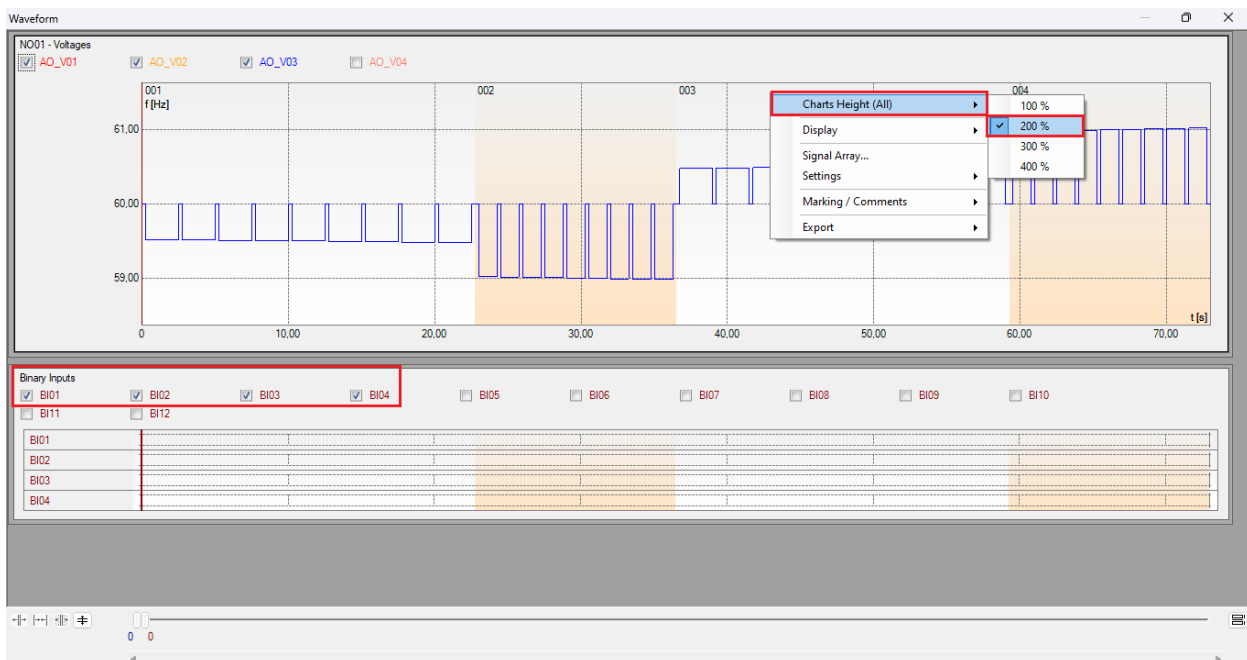 Waveform
NO01 - Voltages
AO_V01 AO_V02 AO_V03 AO_V04
001 002 003 004
f [Hz]
61,00
60,00
59,00
Charts Height (All)
Display
Signal Array...
Settings
Marking / Comments
Export
100 %
200 %
300 %
400 %
t [s]
0 10,00 20,00 30,00 40,00 50,00 60,00 70,00
Binary Inputs
BI01 BI02 BI03 BI04 BI05 BI06 BI07 BI08 BI09 BI10
BI11 BI12
BI01
BI02
BI03
BI04
0 0